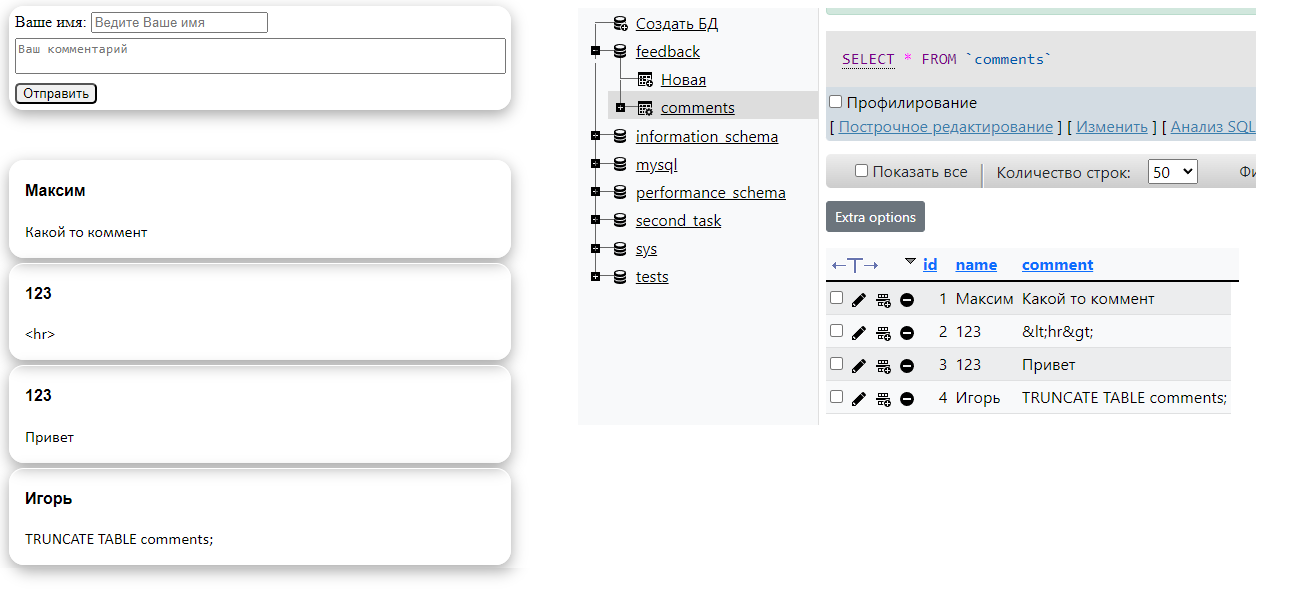 Ваше имя: Ведите Ваше имя
Ваш комментарий
Отправить
Максим
Какой то коммент
123
<hr>
123
Привет
Игорь
TRUNCATE TABLE comments;
Создать БД
feedback
Новая
comments
information_schema
mysql
performance_schema
second_task
sys
tests
SELECT * FROM `comments`
Профилирование
[ Построчное редактирование ] [ Изменить ] [ Анализ SQL
Показать все Количество строк: 50
Extra options
←T→ id name comment
1 Максим Какой то коммент
2 123 &lt;hr&gt;
3 123 Привет
4 Игорь TRUNCATE TABLE comments;